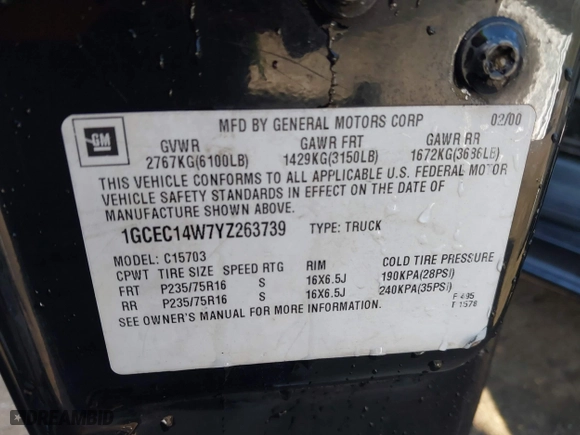 MFD BY GENERAL MOTORS CORP 02/00
GM
GVWR GAWR FRT GAWR RR
2767KG(6100LB) 1429KG(3150LB) 1672KG(3686LB)
THIS VEHICLE CONFORMS TO ALL APPLICABLE U.S. FEDERAL MOTOR
VEHICLE SAFETY STANDARDS IN EFFECT ON THE DATE OF
MANUFACTURE SHOWN ABOVE.
1GCEC14W7YZ263739 TYPE: TRUCK
MODEL: C15703
CPWT TIRE SIZE SPEED RTG RIM COLD TIRE PRESSURE
FRT P235/75R16 S 16X6.5J 190KPA(28PSI)
RR P235/75R16 S 16X6.5J 240KPA(35PSI)
SEE OWNER'S MANUAL FOR MORE INFORMATION.
T 1578
DREAMBID